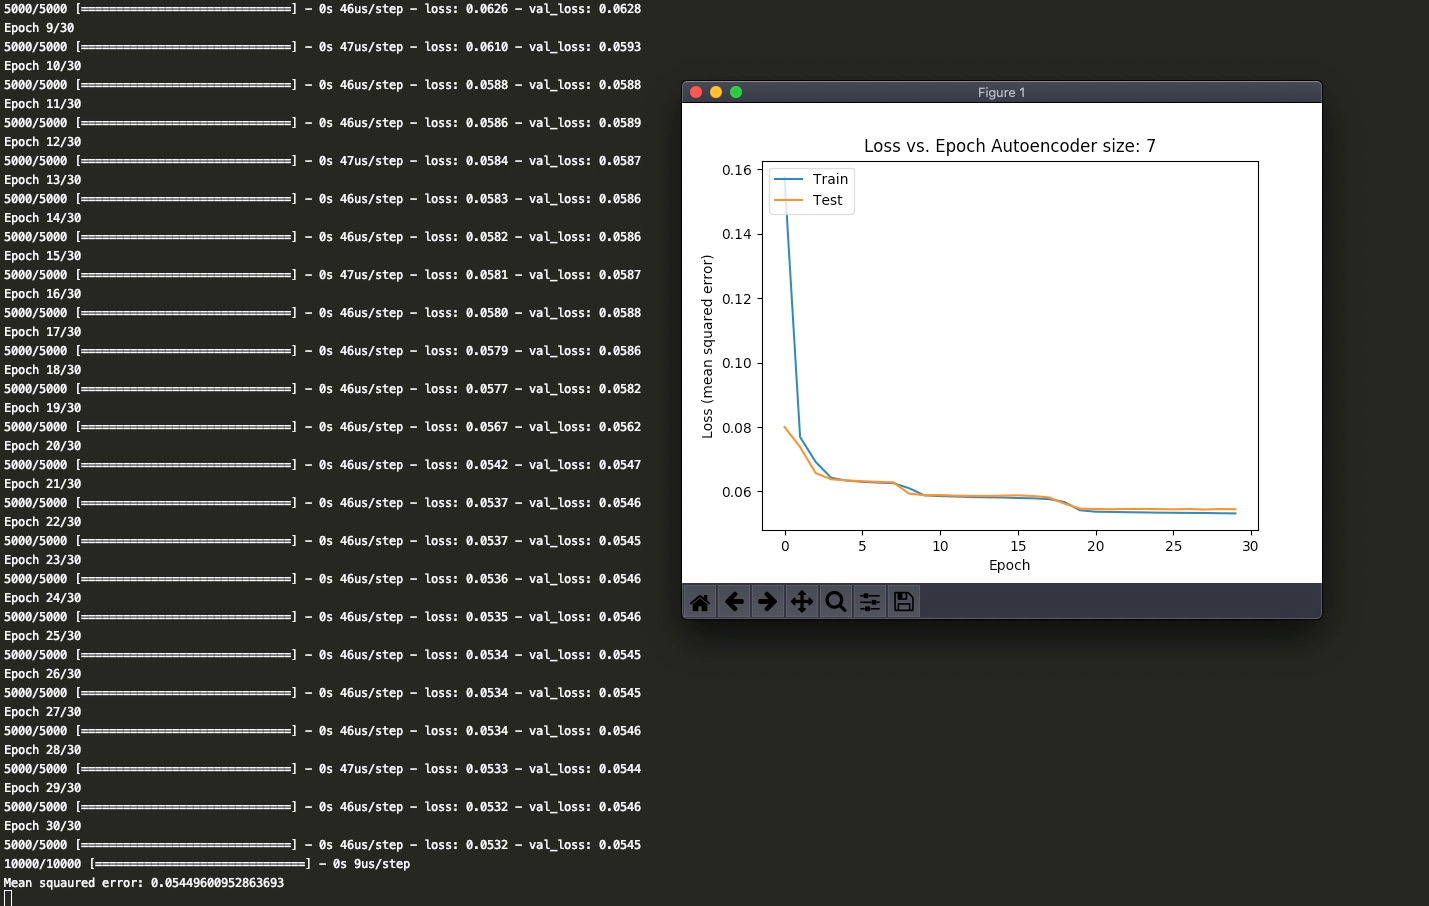 5000/5000 [==============================] - 0s 46us/step - loss: 0.0626 - val_loss: 0.0628
Epoch 9/30
5000/5000 [==============================] - 0s 47us/step - loss: 0.0610 - val_loss: 0.0593
Epoch 10/30
5000/5000 [==============================] - 0s 46us/step - loss: 0.0588 - val_loss: 0.0588
Epoch 11/30
5000/5000 [==============================] - 0s 46us/step - loss: 0.0586 - val_loss: 0.0589
Epoch 12/30
5000/5000 [==============================] - 0s 47us/step - loss: 0.0584 - val_loss: 0.0587
Epoch 13/30
5000/5000 [==============================] - 0s 46us/step - loss: 0.0583 - val_loss: 0.0586
Epoch 14/30
5000/5000 [==============================] - 0s 46us/step - loss: 0.0582 - val_loss: 0.0586
Epoch 15/30
5000/5000 [==============================] - 0s 47us/step - loss: 0.0581 - val_loss: 0.0587
Epoch 16/30
5000/5000 [==============================] - 0s 46us/step - loss: 0.0580 - val_loss: 0.0588
Epoch 17/30
5000/5000 [==============================] - 0s 46us/step - loss: 0.0579 - val_loss: 0.0586
Epoch 18/30
5000/5000 [==============================] - 0s 46us/step - loss: 0.0577 - val_loss: 0.0582
Epoch 19/30
5000/5000 [==============================] - 0s 46us/step - loss: 0.0567 - val_loss: 0.0562
Epoch 20/30
5000/5000 [==============================] - 0s 46us/step - loss: 0.0542 - val_loss: 0.0547
Epoch 21/30
5000/5000 [==============================] - 0s 46us/step - loss: 0.0537 - val_loss: 0.0546
Epoch 22/30
5000/5000 [==============================] - 0s 46us/step - loss: 0.0537 - val_loss: 0.0545
Epoch 23/30
5000/5000 [==============================] - 0s 46us/step - loss: 0.0536 - val_loss: 0.0546
Epoch 24/30
5000/5000 [==============================] - 0s 46us/step - loss: 0.0535 - val_loss: 0.0546
Epoch 25/30
5000/5000 [==============================] - 0s 46us/step - loss: 0.0534 - val_loss: 0.0545
Epoch 26/30
5000/5000 [==============================] - 0s 46us/step - loss: 0.0534 - val_loss: 0.0545
Epoch 27/30
5000/5000 [==============================] - 0s 46us/step - loss: 0.0534 - val_loss: 0.0546
Epoch 28/30
5000/5000 [==============================] - 0s 47us/step - loss: 0.0533 - val_loss: 0.0544
Epoch 29/30
5000/5000 [==============================] - 0s 46us/step - loss: 0.0532 - val_loss: 0.0546
Epoch 30/30
5000/5000 [==============================] - 0s 46us/step - loss: 0.0532 - val_loss: 0.0545
10000/10000 [==============================] - 0s 9us/step
Mean squaured error: 0.05449600952863693
Figure 1
Loss vs. Epoch Autoencoder size: 7
Train
Test
0.16
0.14
0.12
0.10
0.08
0.06
Loss (mean squared error)
0 5 10 15 20 25 30
Epoch